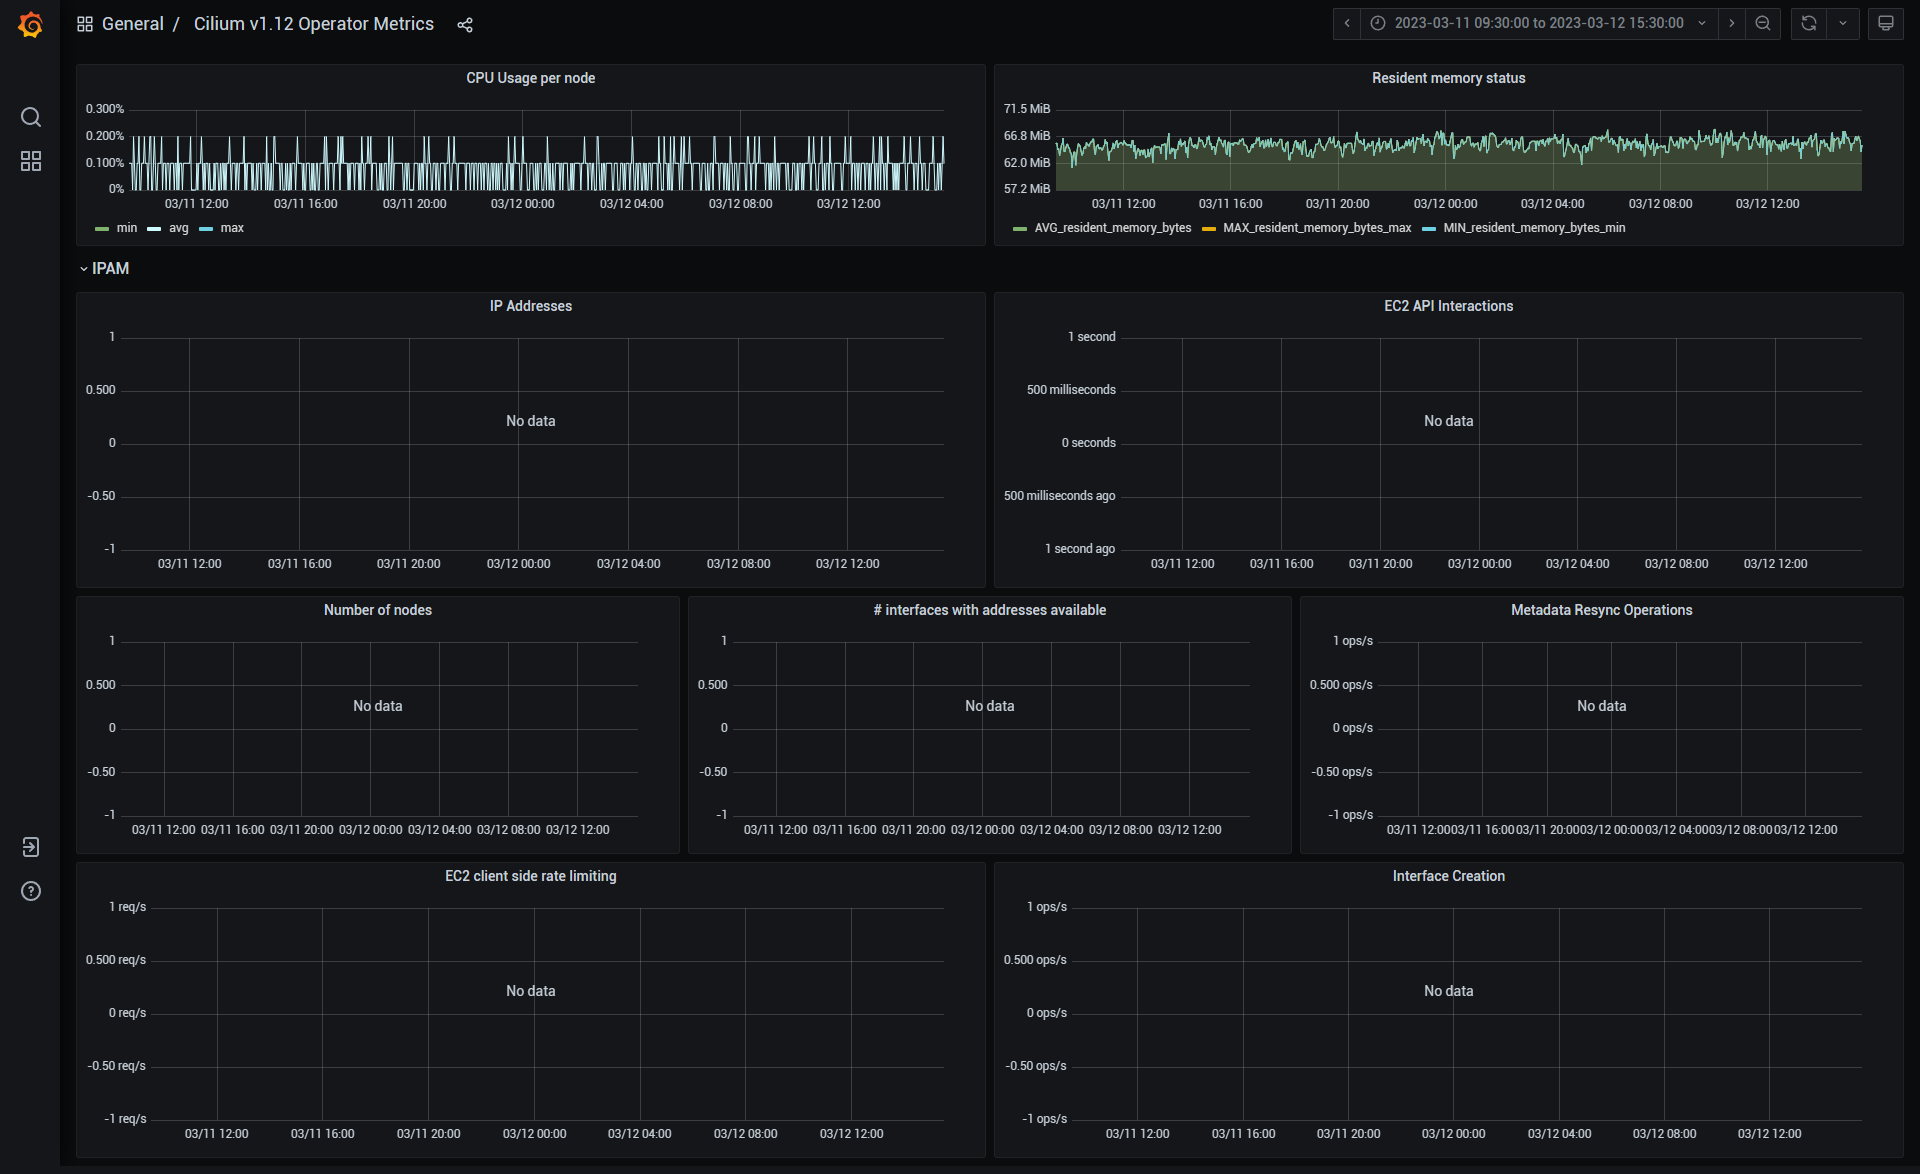 General / Cilium v1.12 Operator Metrics
2023-03-11 09:30:00 to 2023-03-12 15:30:00
CPU Usage per node
0.300%
0.200%
0.100%
0%
03/11 12:00 03/11 16:00 03/11 20:00 03/12 00:00 03/12 04:00 03/12 08:00 03/12 12:00
min avg max
Resident memory status
71.5 MiB
66.8 MiB
62.0 MiB
57.2 MiB
03/11 12:00 03/11 16:00 03/11 20:00 03/12 00:00 03/12 04:00 03/12 08:00 03/12 12:00
AVG_resident_memory_bytes MAX_resident_memory_bytes_max MIN_resident_memory_bytes_min
IPAM
IP Addresses
1
0.500
No data
0
-0.50
-1
03/11 12:00 03/11 16:00 03/11 20:00 03/12 00:00 03/12 04:00 03/12 08:00 03/12 12:00
EC2 API Interactions
1 second
500 milliseconds
No data
0 seconds
500 milliseconds ago
1 second ago
03/11 12:00 03/11 16:00 03/11 20:00 03/12 00:00 03/12 04:00 03/12 08:00 03/12 12:00
Number of nodes
1
0.500
No data
0
-0.50
-1
03/11 12:00 03/11 16:00 03/11 20:00 03/12 00:00 03/12 04:00 03/12 08:00 03/12 12:00
# interfaces with addresses available
1
0.500
No data
0
-0.50
-1
03/11 12:00 03/11 16:00 03/11 20:00 03/12 00:00 03/12 04:00 03/12 08:00 03/12 12:00
Metadata Resync Operations
1 ops/s
0.500 ops/s
No data
0 ops/s
-0.50 ops/s
-1 ops/s
03/11 12:00 03/11 16:00 03/11 20:00 03/12 00:00 03/12 04:00 03/12 08:00 03/12 12:00
EC2 client side rate limiting
1 req/s
0.500 req/s
No data
0 req/s
-0.50 req/s
-1 req/s
03/11 12:00 03/11 16:00 03/11 20:00 03/12 00:00 03/12 04:00 03/12 08:00 03/12 12:00
Interface Creation
1 ops/s
0.500 ops/s
No data
0 ops/s
-0.50 ops/s
-1 ops/s
03/11 12:00 03/11 16:00 03/11 20:00 03/12 00:00 03/12 04:00 03/12 08:00 03/12 12:00